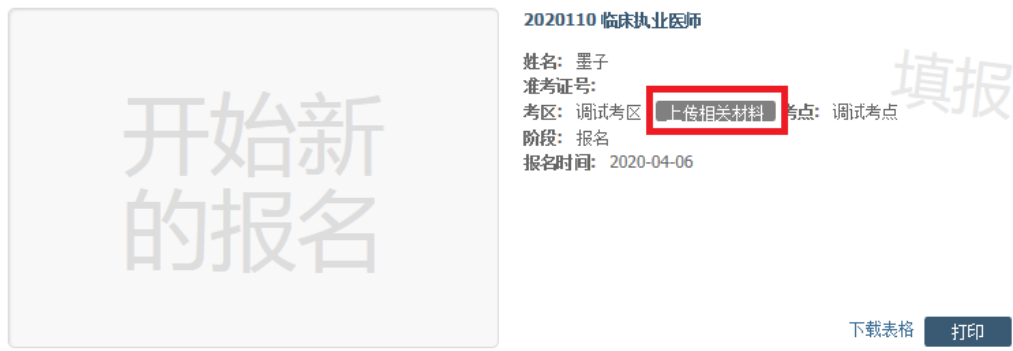 开始新
的报名
2020110 临床执业医师
填报
姓名： 墨子
准考证号：
考区： 调试考区 上传相关材料 考点： 调试考点
阶段： 报名
报名时间： 2020-04-06
下载表格 打印